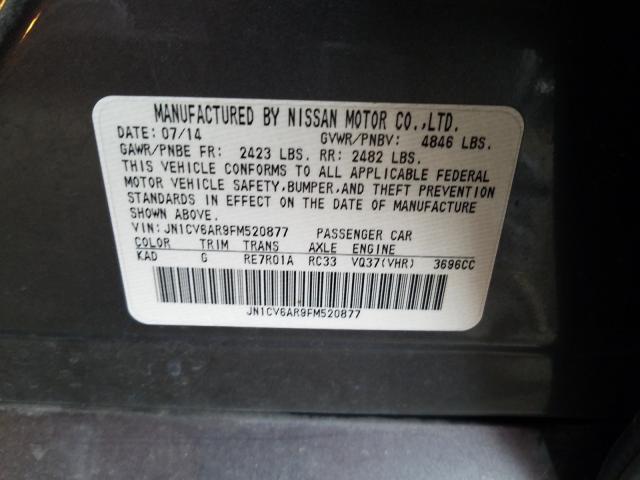 MANUFACTURED BY NISSAN MOTOR CO.,LTD.
DATE: 07/14 GVWR/PNBV: 4846 LBS.
GAWR/PNBE FR: 2423 LBS. RR: 2482 LBS.
THIS VEHICLE CONFORMS TO ALL APPLICABLE FEDERAL
MOTOR VEHICLE SAFETY,BUMPER,AND THEFT PREVENTION
STANDARDS IN EFFECT ON THE DATE OF MANUFACTURE
SHOWN ABOVE.
VIN: JN1CV6AR9FM520877 PASSENGER CAR
COLOR TRIM TRANS AXLE ENGINE
KAD G RE7R01A RC33 VQ37(VHR) 3696CC
JN1CV6AR9FM520877